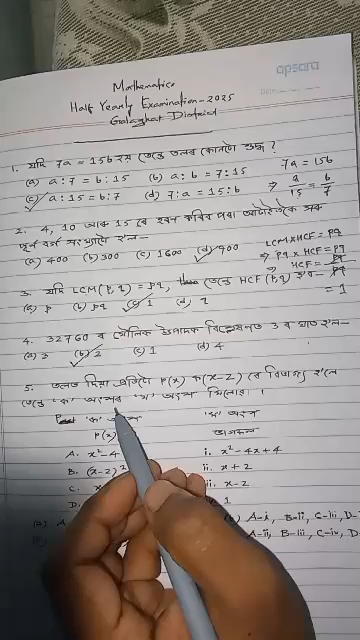 apsara
Mathematics
Half Yearly Examination-2025
Golaghat District
1. যদি 7a = 15b হয় তেন্তে তলৰ কোনটো শুদ্ধ ?
(a) a : 7 = b : 15 (b) a : b = 7 : 15
(c) a : 15 = b : 7 (d) 7 : a = 15 : b
7a = 15b
⇒ a/15 = b/7
2. 4, 10 আৰু 15 ৰে হৰণ কৰিব পৰা আটাইতকৈ সৰু
পূৰ্ণ বৰ্গ সংখ্যাটো হ'ল—
(a) 400 (b) 300 (c) 1600 (d) 900
LCM×HCF = pq
⇒ pq × HCF = pq
⇒ HCF = pq/pq
= 1
3. যদি LCM(p,q) = pq, তেন্তে HCF(p,q) হ'ব—
(a) p (b) pq (c) 1 (d) q
4. 32760 ৰ মৌলিক উৎপাদক বিশ্লেষণত 3 ৰ ঘাত হ'ল—
(a) 3 (b) 2 (c) 1 (d) 4
5. তলত দিয়া প্ৰতিটো p(x) ক (x-2) ৰে বিভাজ্য হ'লে
তেন্তে 'ক' অংশৰ 'খ' অংশ মিলোৱা ।
'ক' অংশ 'খ' অংশ
p(x) ভাগফল
A. x² - 4 i. x² - 4x + 4
B. (x-2)² ii. x + 2
C. x - 2
D. 1
(a) A (b) A-i, B-ii, C-iii, D-
A-ii, B-iii, C-iv, D-